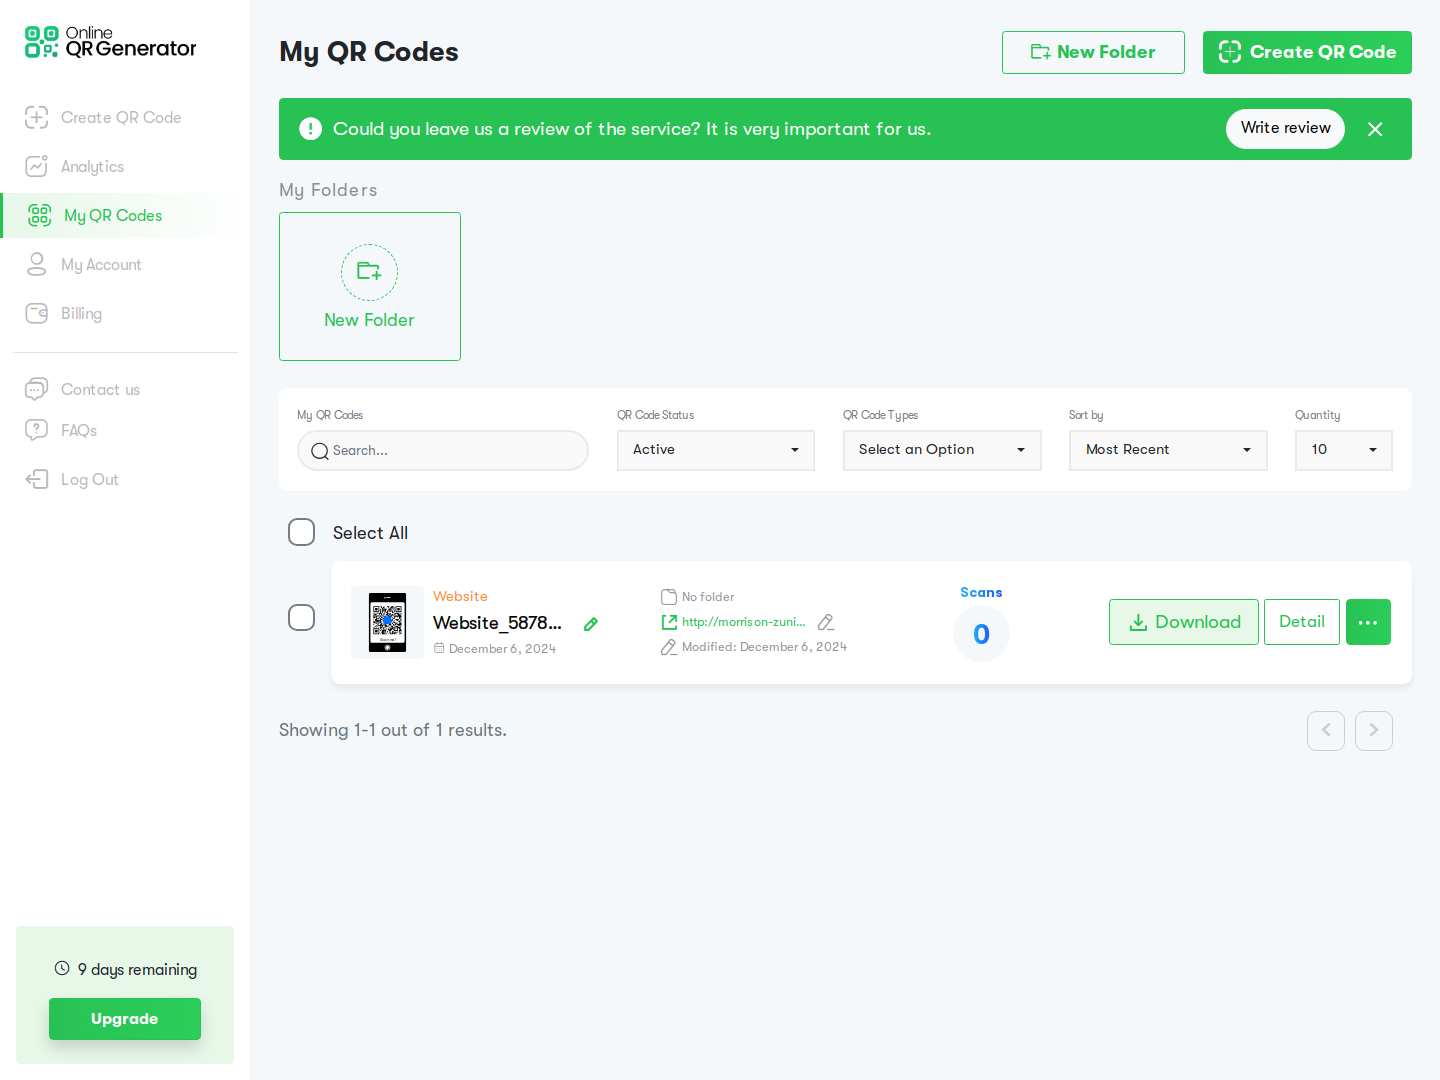 Online
QR Generator
Create QR Code
Analytics
My QR Codes
My Account
Billing
Contact us
FAQs
Log Out
9 days remaining
Upgrade
My QR Codes
New Folder
Create QR Code
Could you leave us a review of the service? It is very important for us.
Write review
My Folders
New Folder
My QR Codes
QR Code Status
QR Code Types
Sort by
Quantity
Search...
Active
Select an Option
Most Recent
10
Select All
Website
Website_5878...
December 6, 2024
No folder
http://morrison-zuni...
Modified: December 6, 2024
Scans
0
Download
Detail
Showing 1-1 out of 1 results.